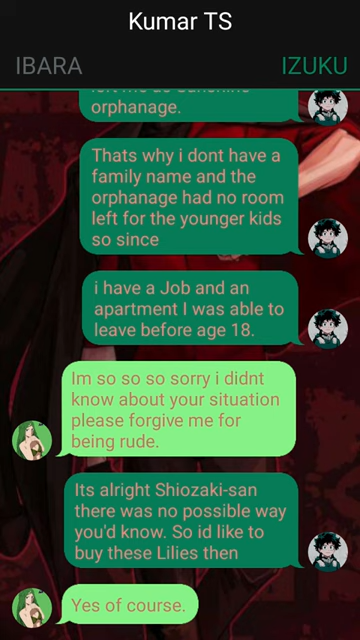 Kumar TS
IBARA
IZUKU
orphanage.
Thats why i dont have a
family name and the
orphanage had no room
left for the younger kids
so since
i have a Job and an
apartment I was able to
leave before age 18.
Im so so so sorry i didnt
know about your situation
please forgive me for
being rude.
Its alright Shiozaki-san
there was no possible way
you'd know. So id like to
buy these Lilies then
Yes of course.